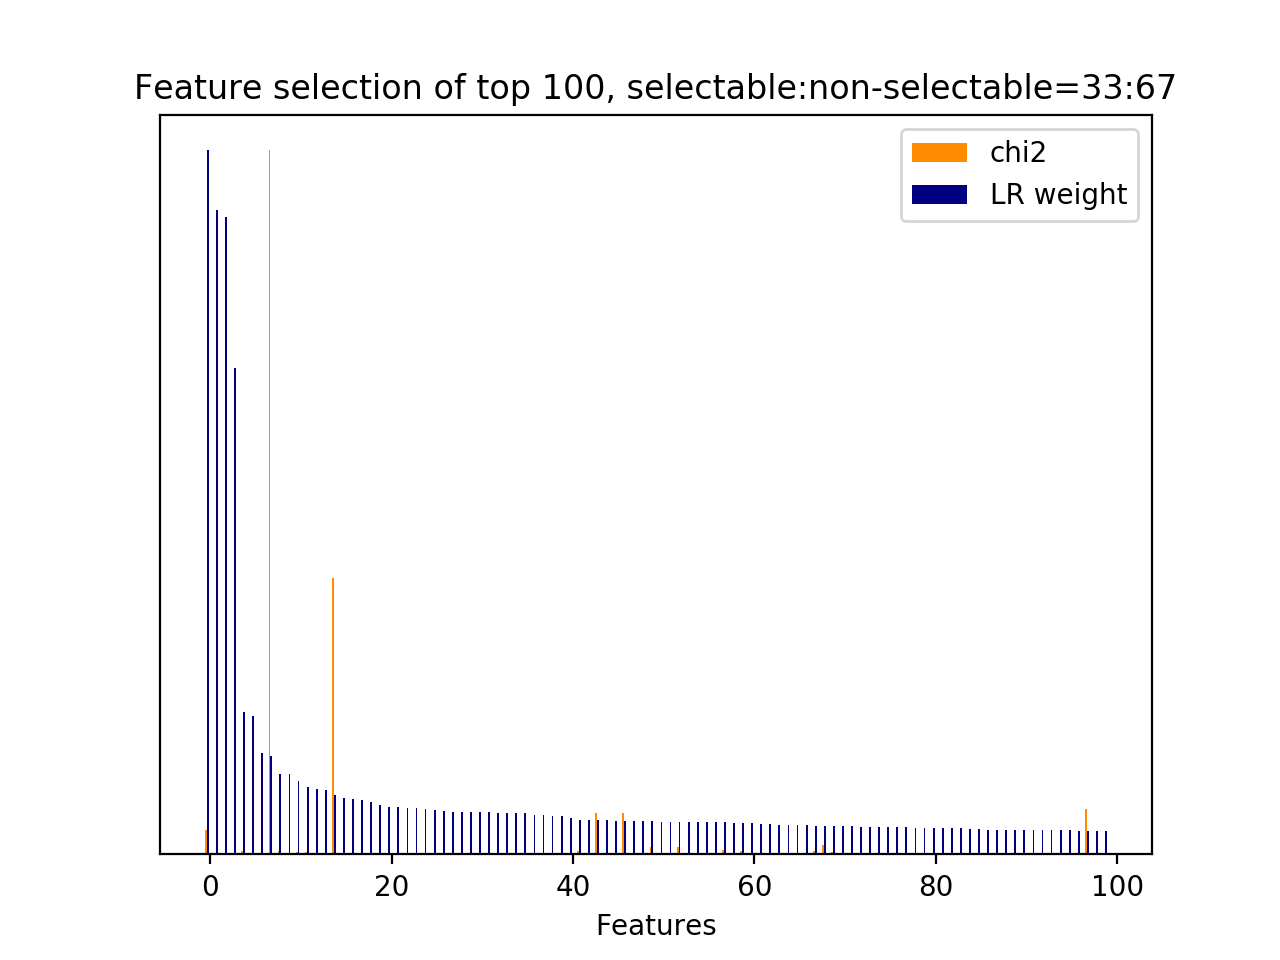 Feature selection of top 100, selectable:non-selectable=33:67
chi2
LR weight
0 20 40 60 80 100
Features